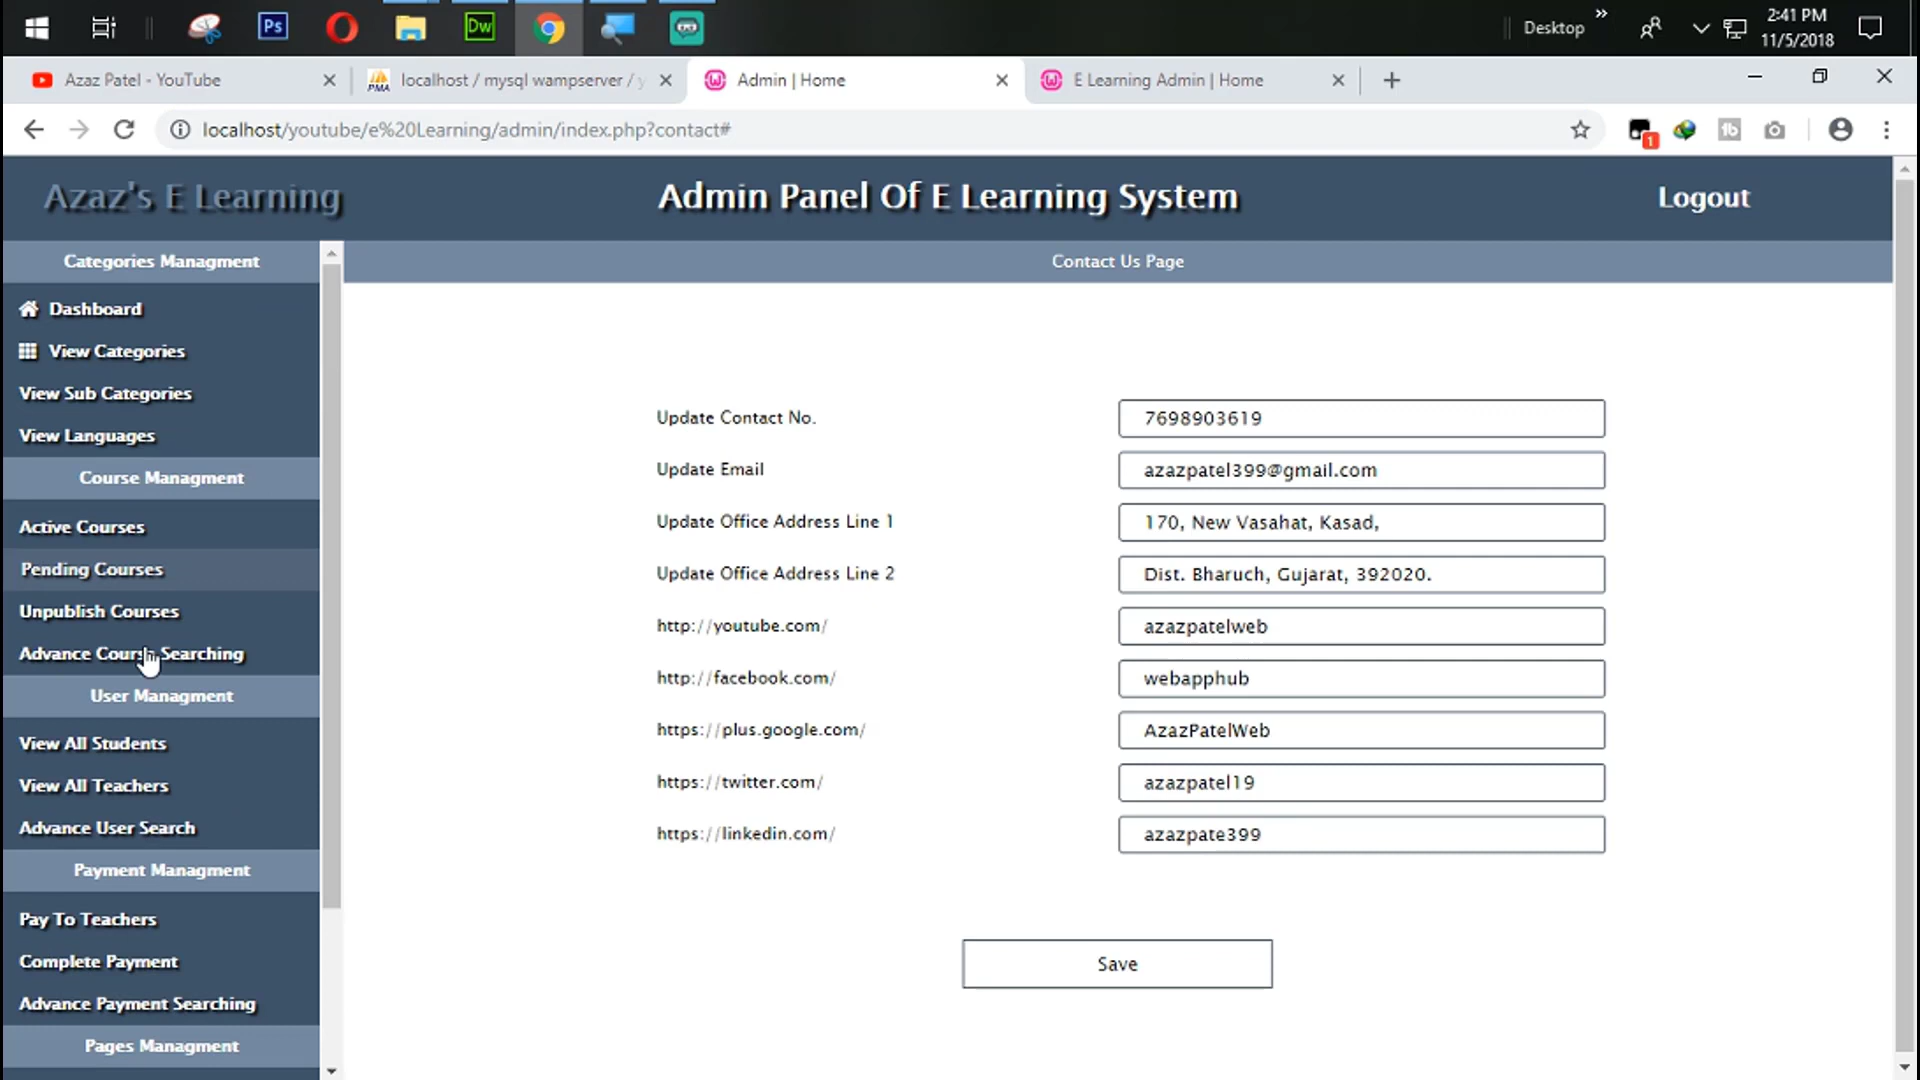 Ps
Dw
Desktop
»
2:41 PM
11/5/2018
Azaz Patel - YouTube
PMA
localhost / mysql wampserver / y
Admin | Home
E Learning Admin | Home
localhost/youtube/e%20Learning/admin/index.php?contact#
1
Azaz's E Learning
Admin Panel Of E Learning System
Logout
Categories Managment
Contact Us Page
Dashboard
View Categories
View Sub Categories
View Languages
Course Managment
Active Courses
Pending Courses
Unpublish Courses
Advance Course Searching
User Managment
View All Students
View All Teachers
Advance User Search
Payment Managment
Pay To Teachers
Complete Payment
Advance Payment Searching
Pages Managment
Update Contact No.
7698903619
Update Email
azazpatel399@gmail.com
Update Office Address Line 1
170, New Vasahat, Kasad,
Update Office Address Line 2
Dist. Bharuch, Gujarat, 392020.
http://youtube.com/
azazpatelweb
http://facebook.com/
webapphub
https://plus.google.com/
AzazPatelWeb
https://twitter.com/
azazpatel19
https://linkedin.com/
azazpate399
Save